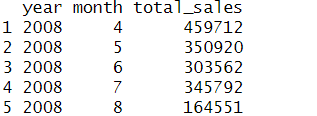 year month total_sales
1 2008 4 459712
2 2008 5 350920
3 2008 6 303562
4 2008 7 345792
5 2008 8 164551